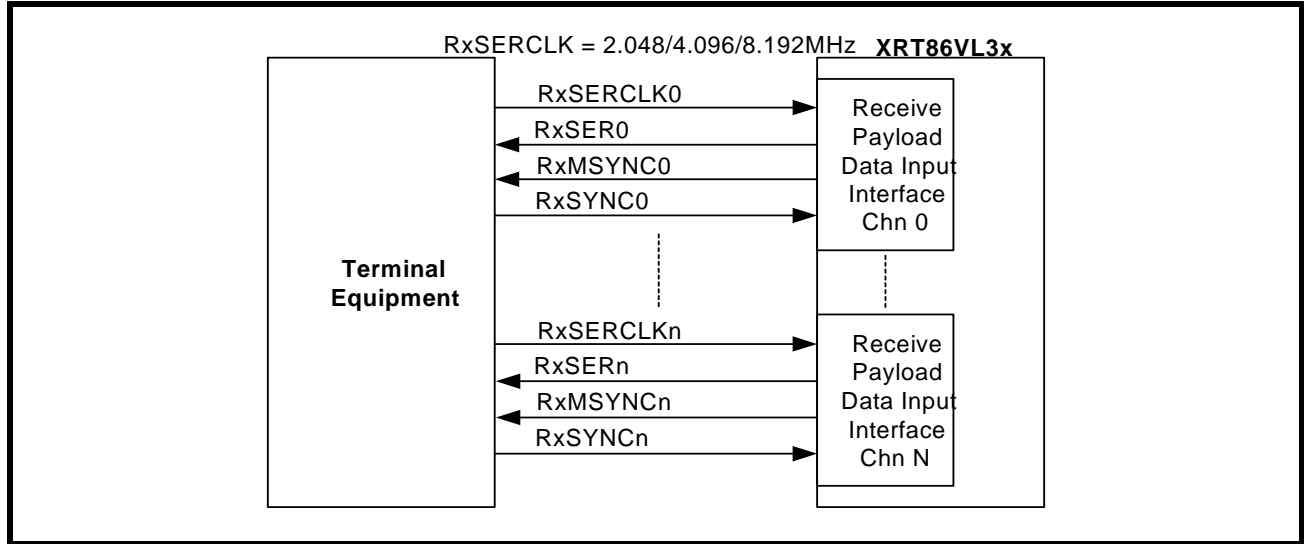 RxSERCLK = 2.048/4.096/8.192MHz
XRT86VL3x
RxSERCLK0
RxSER0
RxMSYNC0
RxSYNC0
Receive
Payload
Data Input
Interface
Chn 0
Terminal
Equipment
RxSERCLKn
RxSERn
RxMSYNCn
RxSYNCn
Receive
Payload
Data Input
Interface
Chn N